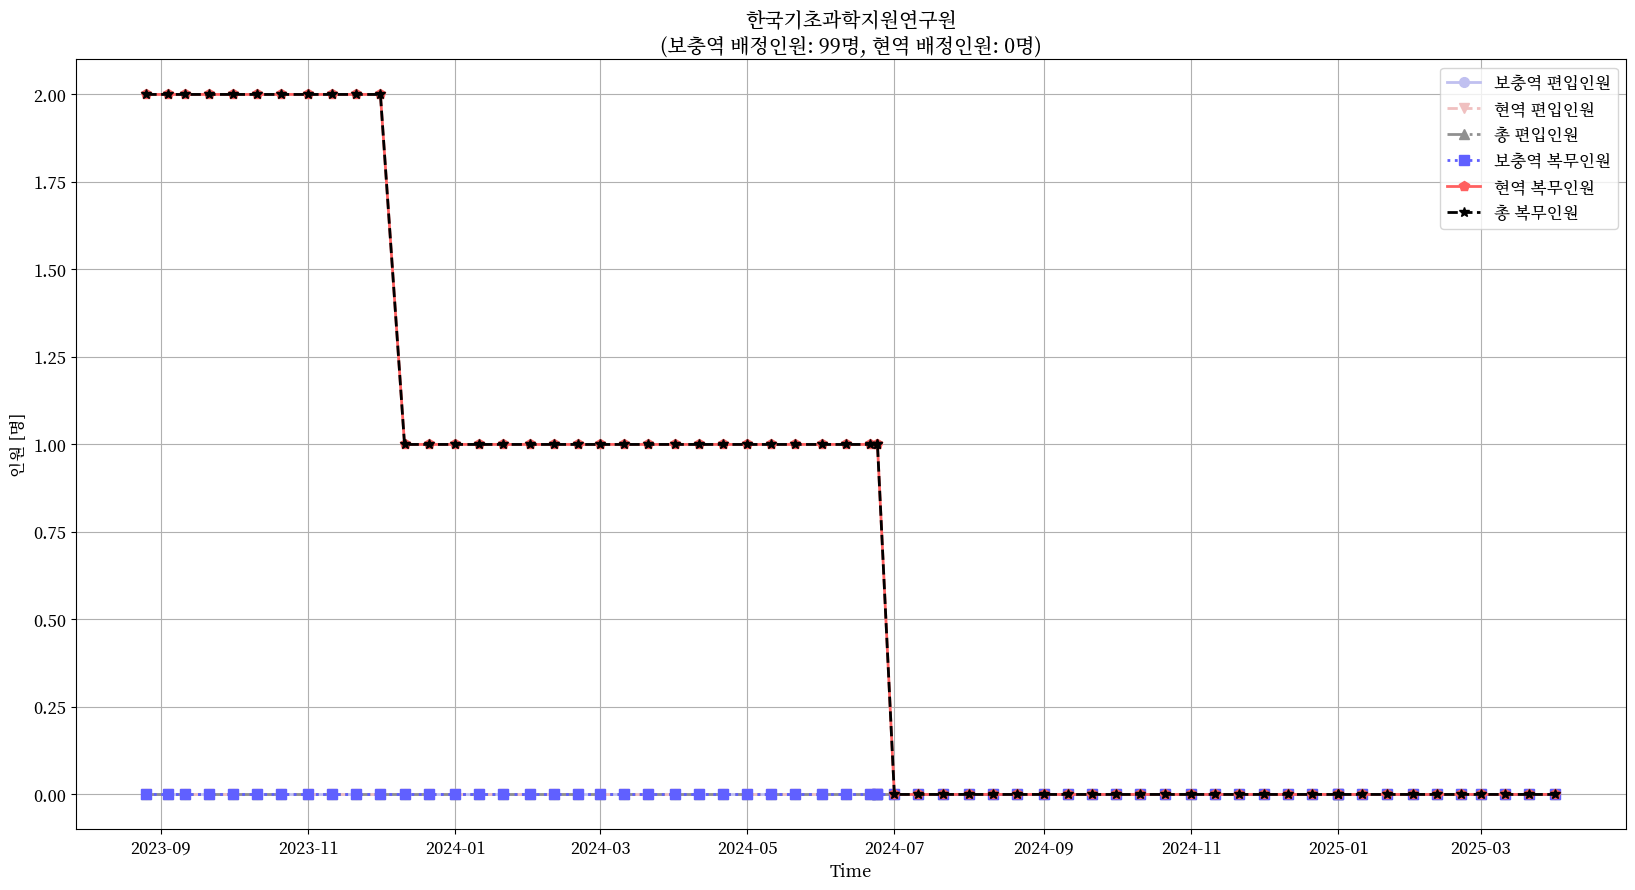 한국기초과학지원연구원
(보충역 배정인원: 99명, 현역 배정인원: 0명)
보충역 편입인원
현역 편입인원
총 편입인원
보충역 복무인원
현역 복무인원
총 복무인원
인원 [명]
2.00
1.75
1.50
1.25
1.00
0.75
0.50
0.25
0.00
2023-09 2023-11 2024-01 2024-03 2024-05 2024-07 2024-09 2024-11 2025-01 2025-03
Time